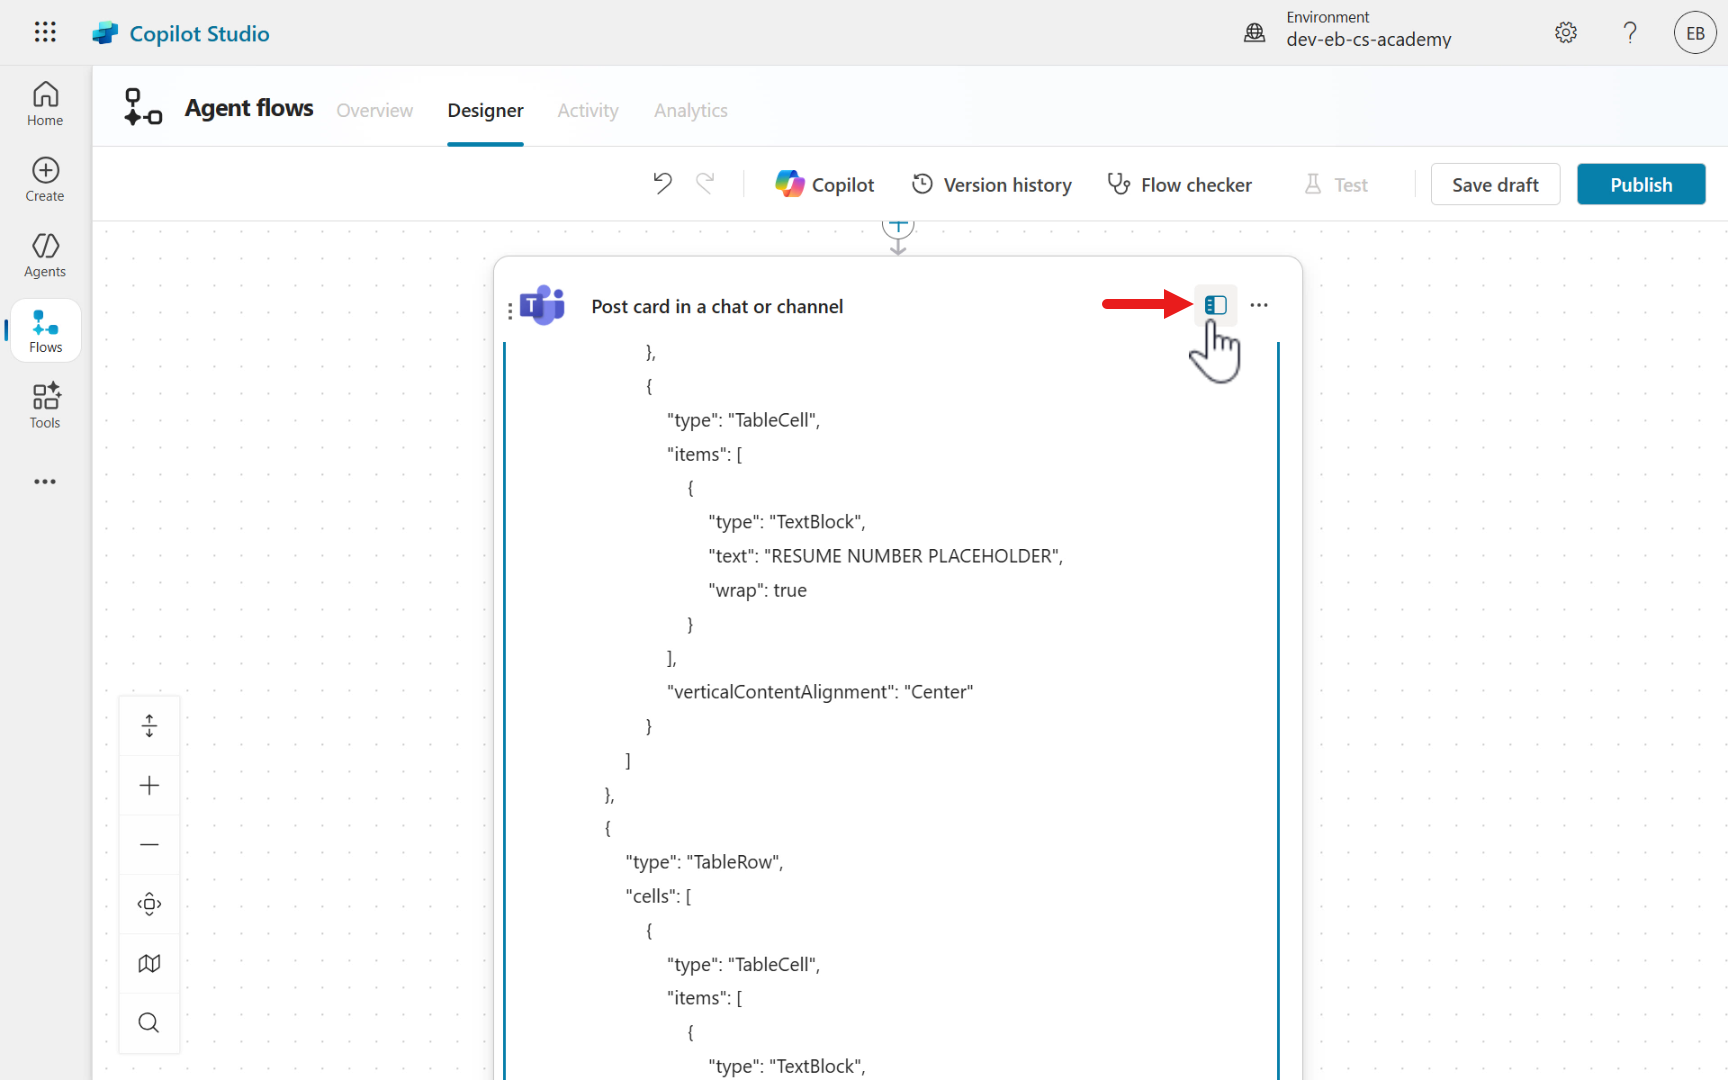 Copilot Studio
Environment
dev-eb-cs-academy
?
EB
Home
Create
Agents
Flows
Tools
Agent flows
Overview
Designer
Activity
Analytics
Copilot
Version history
Flow checker
Test
Save draft
Publish
T
Post card in a chat or channel
},
{
"type": "TableCell",
"items": [
{
"type": "TextBlock",
"text": "RESUME NUMBER PLACEHOLDER",
"wrap": true
}
],
"verticalContentAlignment": "Center"
}
]
},
{
"type": "TableRow",
"cells": [
{
"type": "TableCell",
"items": [
{
"type": "TextBlock",